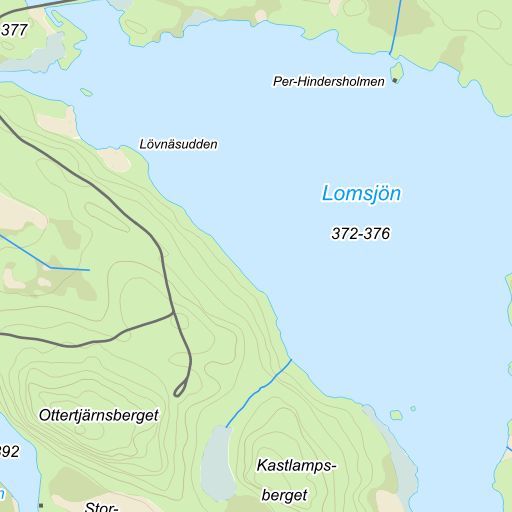 377
Per-Hindersholmen
Lövnäsudden
Lomsjön
372-376
Ottertjärnsberget
392
Kastlamps-
berget
Stor-